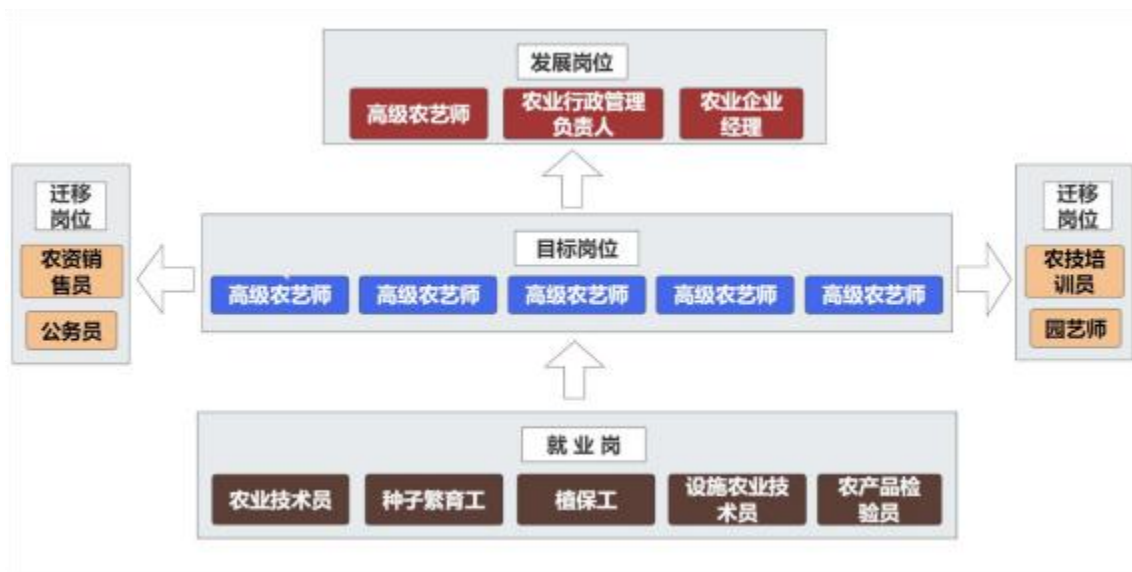 发展岗位
高级农艺师
农业行政管理
负责人
农业企业
经理
迁移
岗位
农资销
售员
公务员
目标岗位
高级农艺师
高级农艺师
高级农艺师
高级农艺师
高级农艺师
迁移
岗位
农技培
训员
园艺师
就 业 岗
农业技术员
种子繁育工
植保工
设施农业技
术员
农产品检
验员